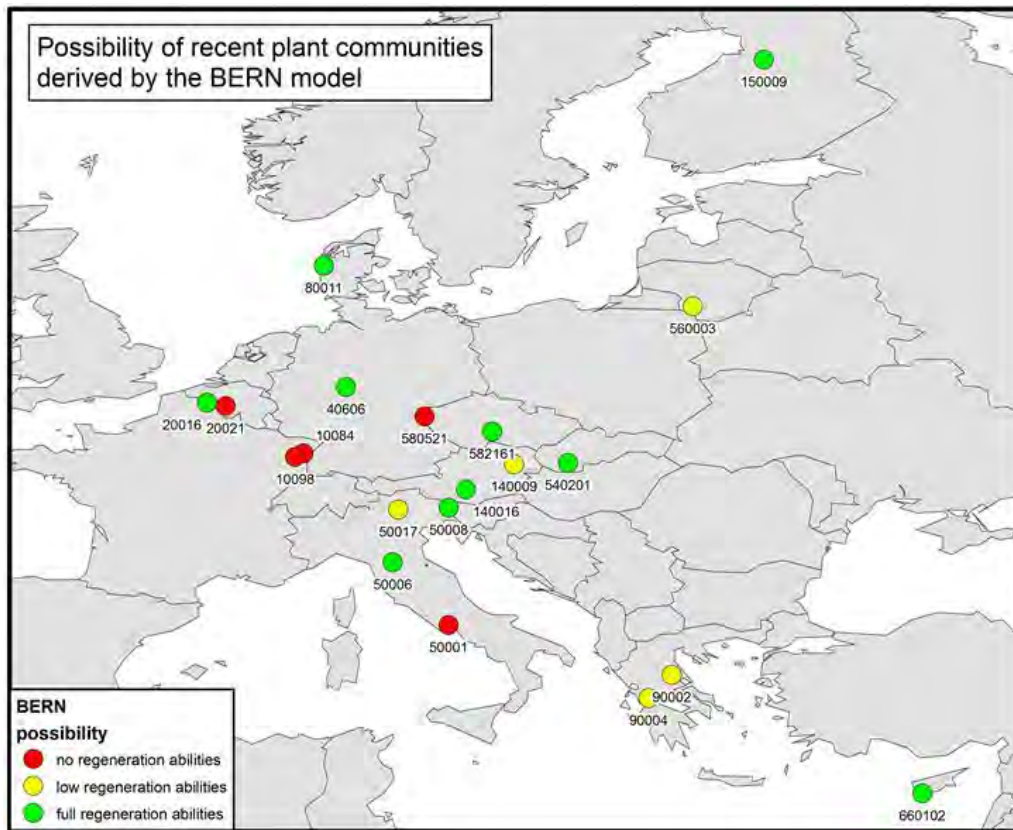 Possibility of recent plant communities
derived by the BERN model
150009
80011
560003
40606
20016
20021
10084
580521
582161
10098
140009
540201
140016
50017
50008
50006
50001
90002
90004
BERN
possibility
no regeneration abilities
low regeneration abilities
full regeneration abilities
660102